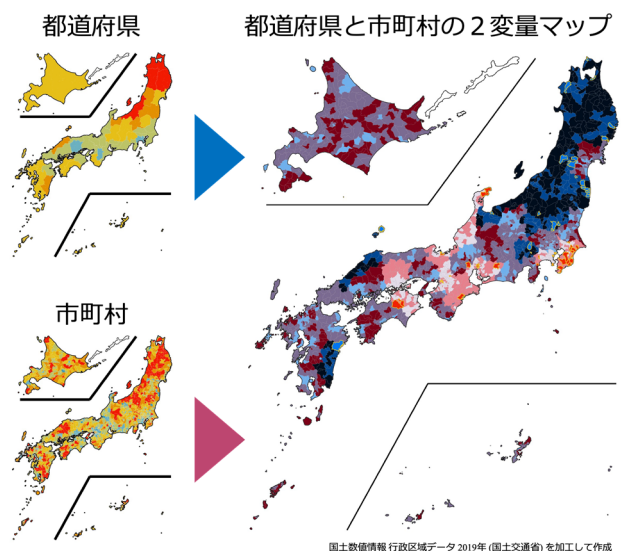 都道府県
都道府県と市町村の2変量マップ
市町村
国土数値情報 行政区域データ 2019年 (国土交通省) を加工して作成